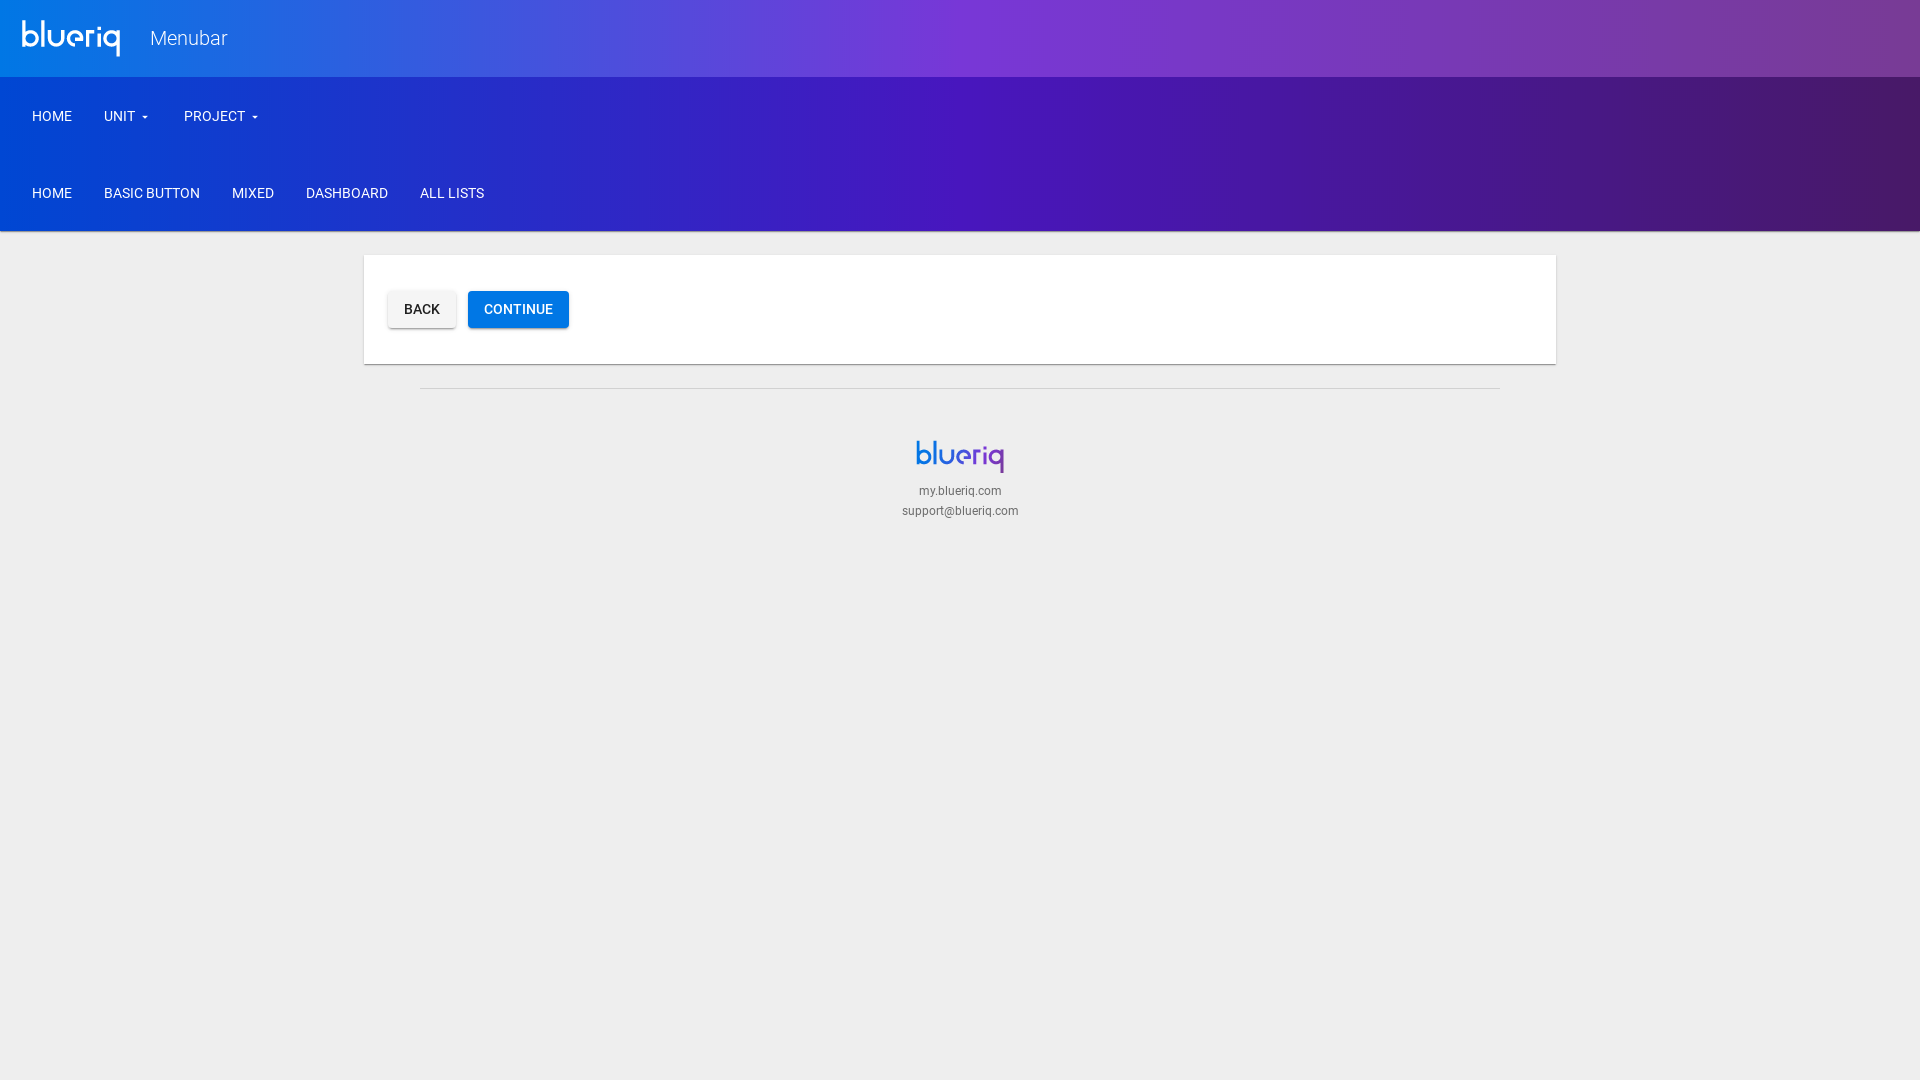 blueriq Menubar
HOME UNIT PROJECT
HOME BASIC BUTTON MIXED DASHBOARD ALL LISTS
BACK CONTINUE
blueriq
my.blueriq.com
support@blueriq.com